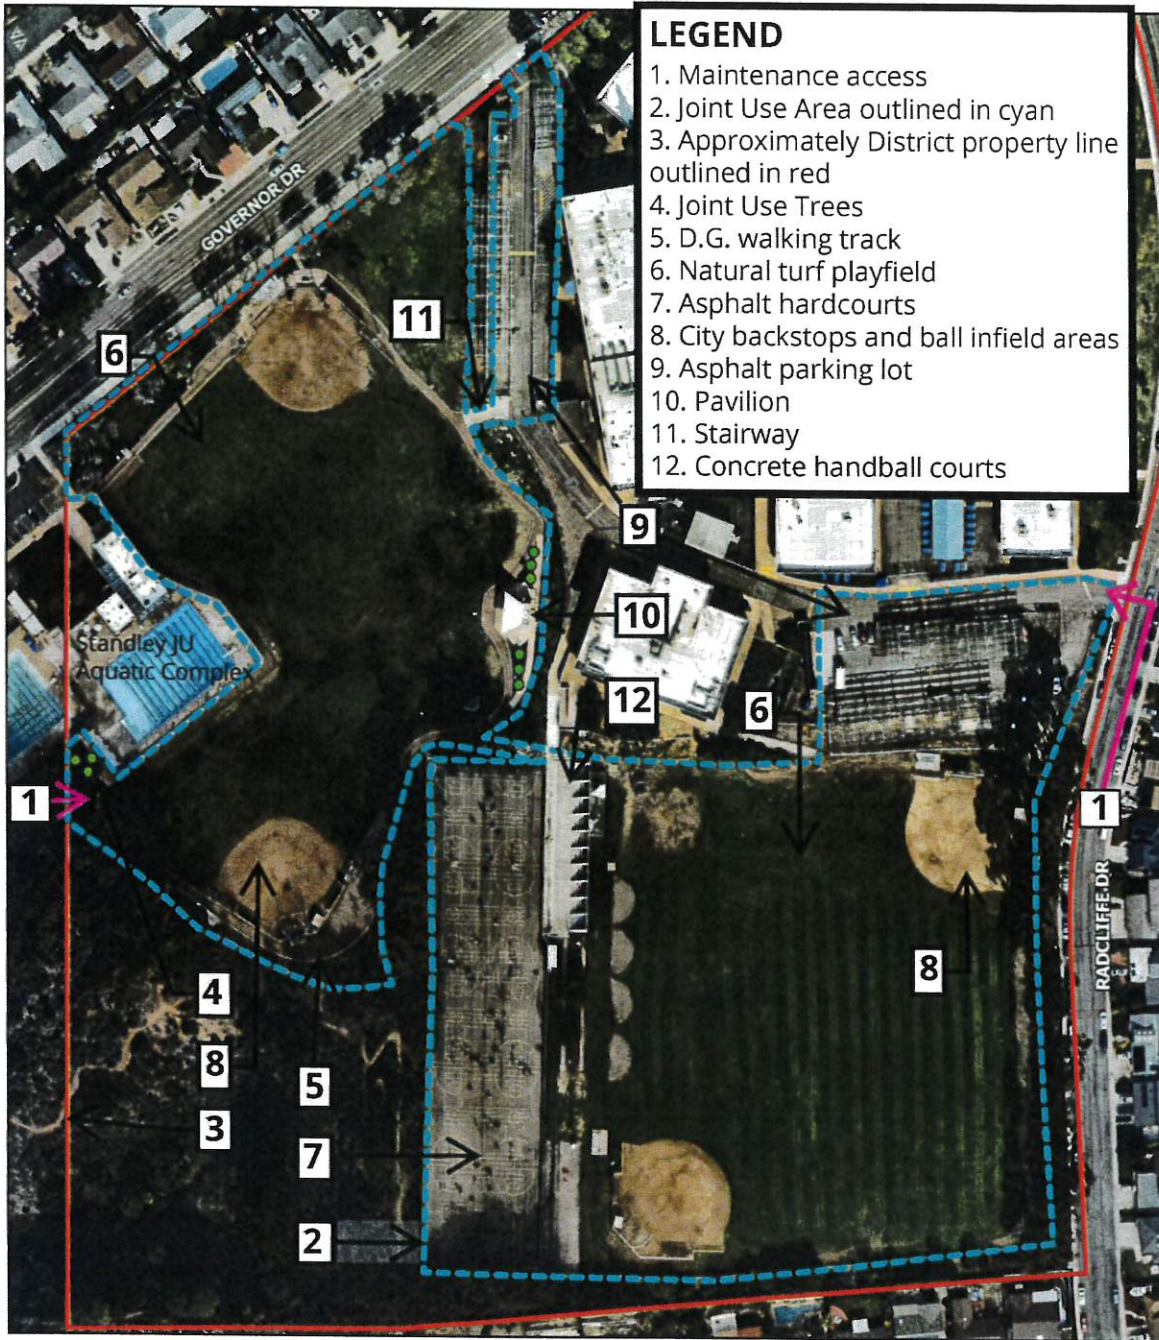 LEGEND
1. Maintenance access
2. Joint Use Area outlined in cyan
3. Approximately District property line
outlined in red
4. Joint Use Trees
5. D.G. walking track
6. Natural turf playfield
7. Asphalt hardcourts
8. City backstops and ball infield areas
9. Asphalt parking lot
10. Pavilion
11. Stairway
12. Concrete handball courts
GOVERNOR DR
11
6
9
10
Standley JU
Aquatic Complex
12
6
1
1
RADCLIFFE DR
8
4
8
5
3
7
2